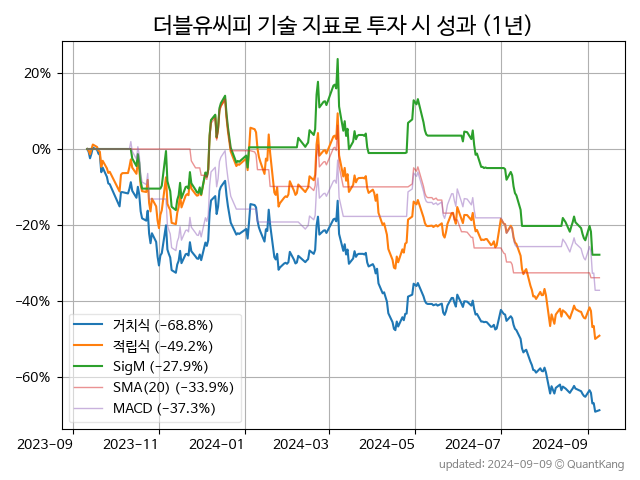 더블유씨피 기술 지표로 투자 시 성과 (1년)
20%
0%
−20%
−40%
−60%
거치식 (−68.8%)
적립식 (−49.2%)
SigM (−27.9%)
SMA(20) (−33.9%)
MACD (−37.3%)
2023-09 2023-11 2024-01 2024-03 2024-05 2024-07 2024-09
updated: 2024-09-09 © QuantKang